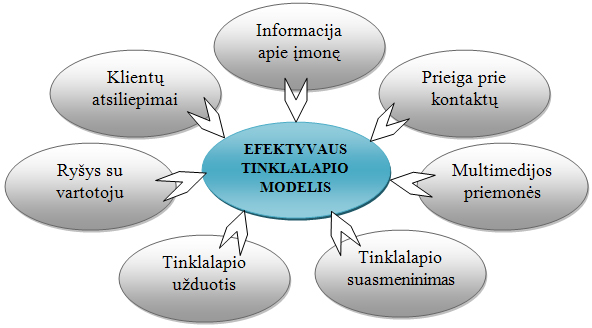 Informacija
apie įmonę
Klientų
atsiliepimai
Prieiga prie
kontaktų
EFEKTYVAUS
TINKLALAPIO
MODELIS
Ryšys su
vartotoju
Multimedijos
priemonės
Tinklalapio
užduotis
Tinklalapio
suasmeninimas